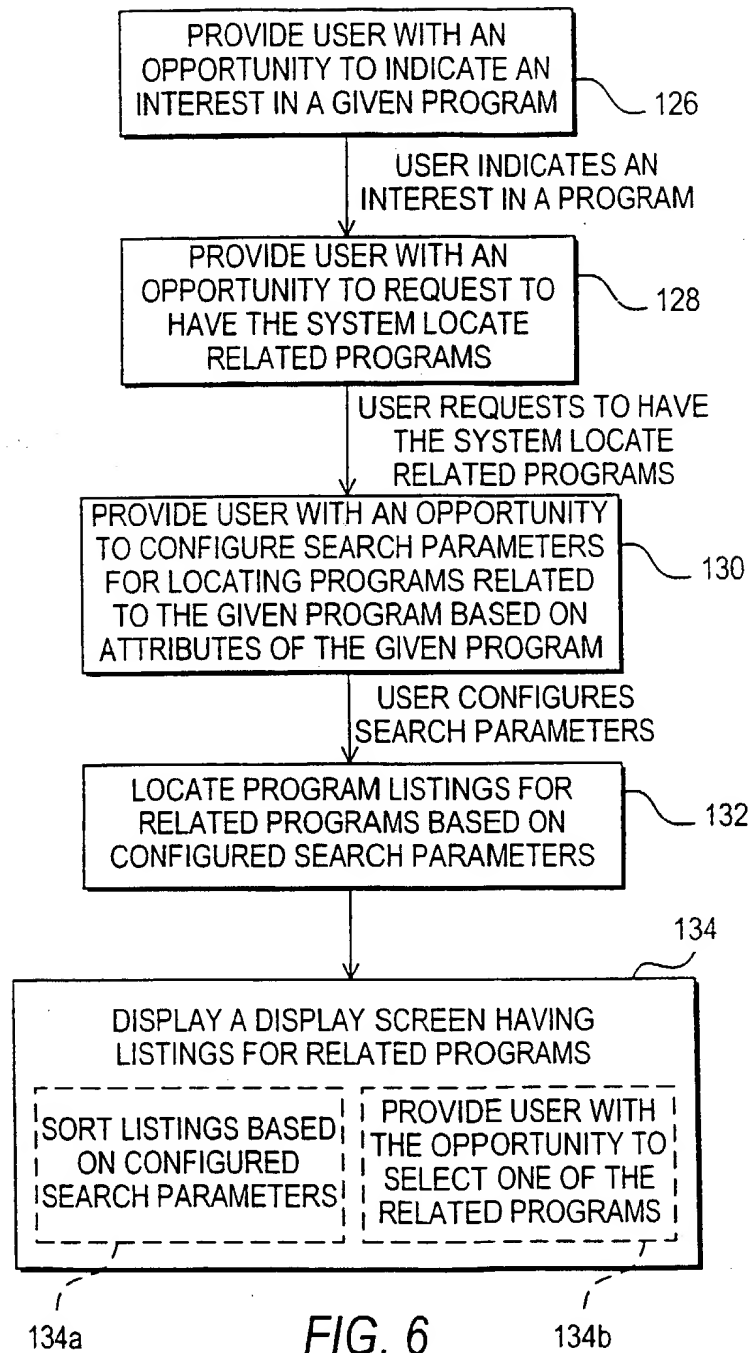 PROVIDE USER WITH AN
OPPORTUNITY TO INDICATE AN
INTEREST IN A GIVEN PROGRAM
126
USER INDICATES AN
INTEREST IN A PROGRAM
PROVIDE USER WITH AN
OPPORTUNITY TO REQUEST TO
HAVE THE SYSTEM LOCATE
RELATED PROGRAMS
128
USER REQUESTS TO HAVE
THE SYSTEM LOCATE
RELATED PROGRAMS
PROVIDE USER WITH AN OPPORTUNITY
TO CONFIGURE SEARCH PARAMETERS
FOR LOCATING PROGRAMS RELATED
TO THE GIVEN PROGRAM BASED ON
ATTRIBUTES OF THE GIVEN PROGRAM
130
USER CONFIGURES
SEARCH PARAMETERS
LOCATE PROGRAM LISTINGS FOR
RELATED PROGRAMS BASED ON
CONFIGURED SEARCH PARAMETERS
132
134
DISPLAY A DISPLAY SCREEN HAVING
LISTINGS FOR RELATED PROGRAMS
SORT LISTINGS BASED
ON CONFIGURED
SEARCH PARAMETERS
PROVIDE USER WITH
THE OPPORTUNITY TO
SELECT ONE OF THE
RELATED PROGRAMS
134a
134b
FIG. 6